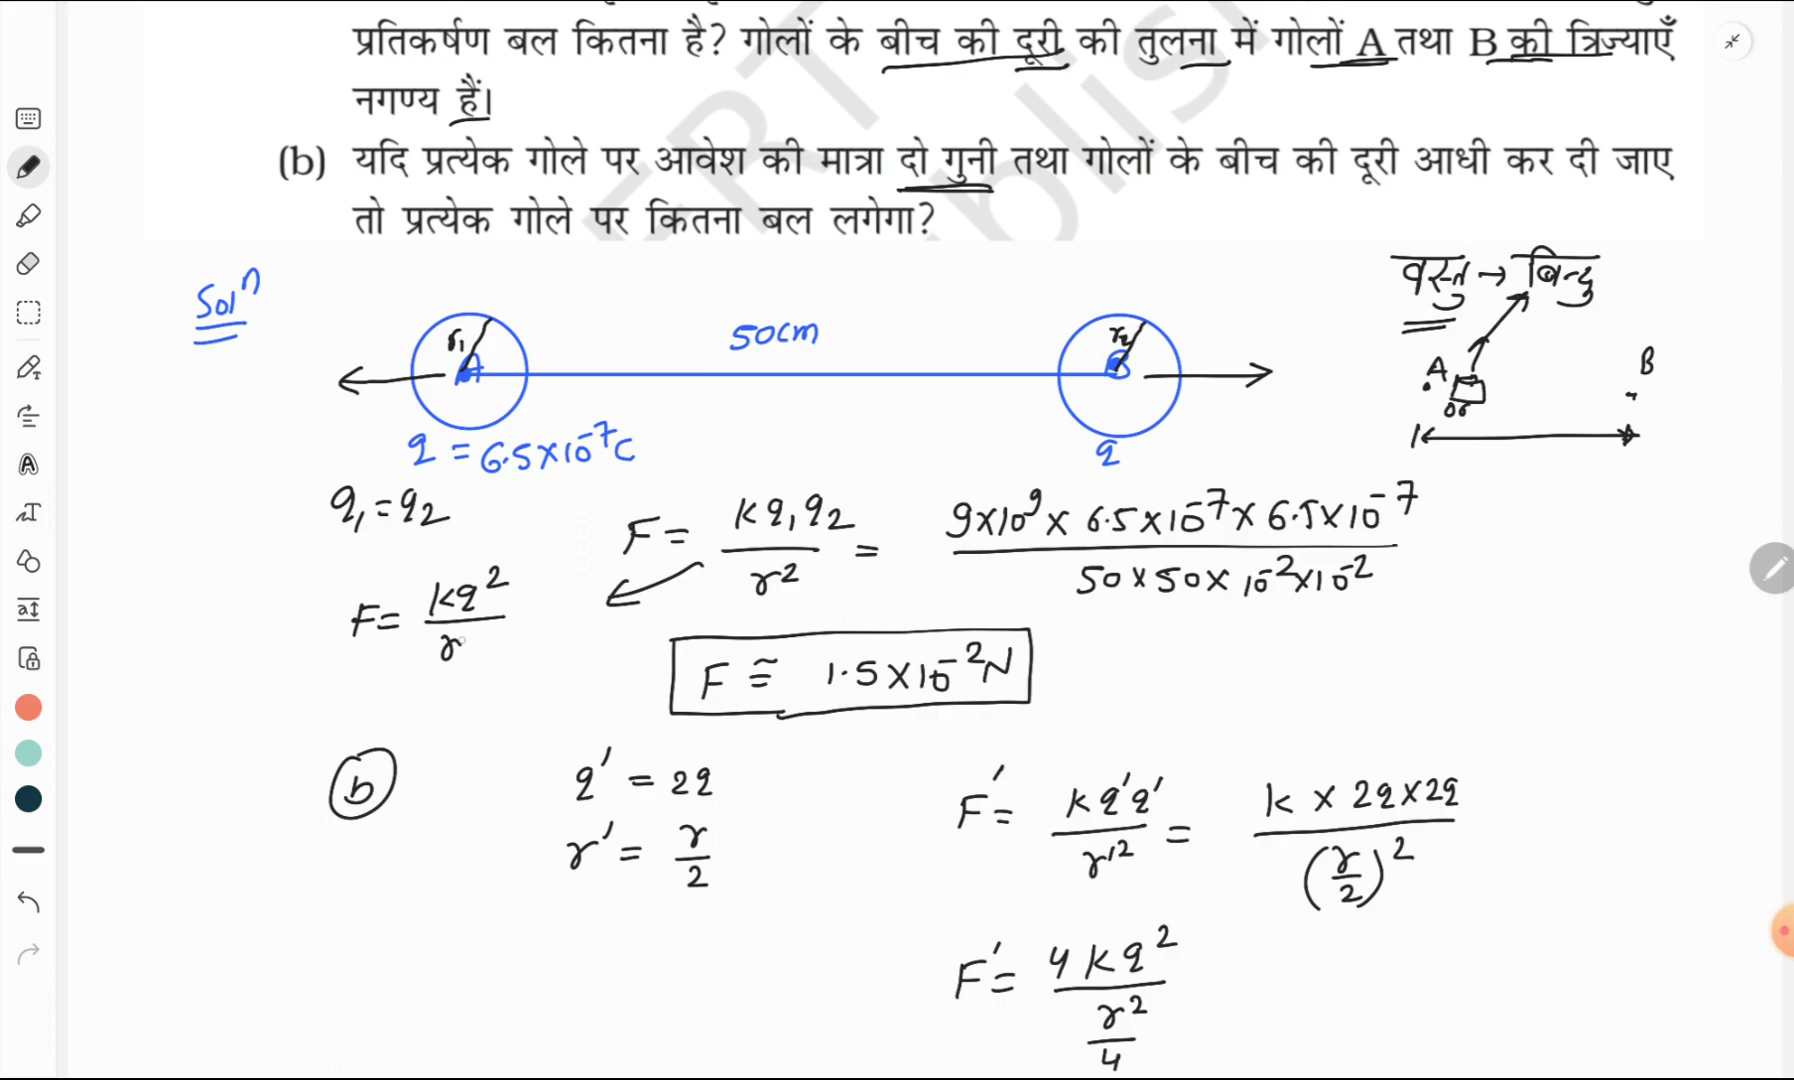 प्रतिकर्षण बल कितना है? गोलों के बीच की दूरी की तुलना में गोलों A तथा B की त्रिज्याएँ
नगण्य हैं।
(b) यदि प्रत्येक गोले पर आवेश की मात्रा दो गुनी तथा गोलों के बीच की दूरी आधी कर दी जाए
तो प्रत्येक गोले पर कितना बल लगेगा?
Solⁿ
वस्तु → बिन्दु
r₁ A
50cm
r₂ B
A B
q = 6.5×10⁻⁷C
q
q₁ = q₂
F = kq₁q₂/r² = 9×10⁹ × 6.5×10⁻⁷ × 6.5×10⁻⁷ / 50×50×10⁻²×10⁻²
F = kq²/r
F ≅ 1.5×10⁻²N
(b)
q' = 2q
r' = r/2
F' = kq'q'/r'² = k × 2q×2q / (r/2)²
F' = 4kq² / r²/4